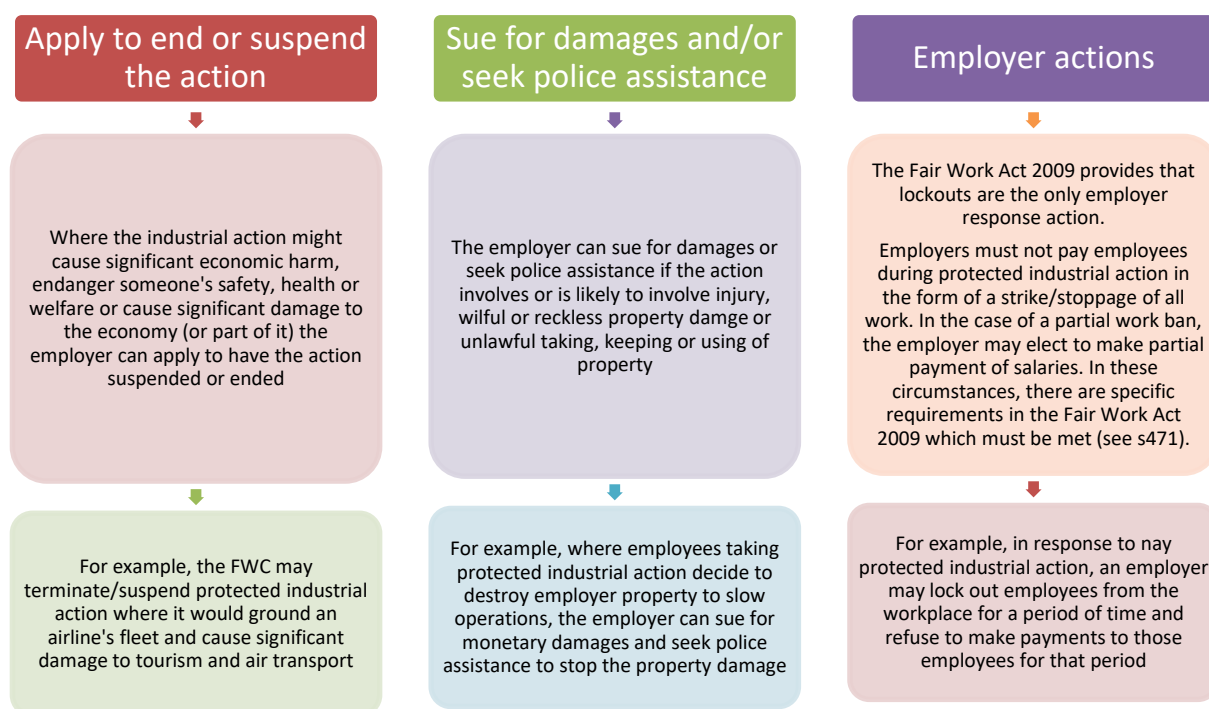 Apply to end or suspend
the action
Where the industrial action might
cause significant economic harm,
endanger someone's safety, health or
welfare or cause significant damage to
the economy (or part of it) the
employer can apply to have the action
suspended or ended
For example, the FWC may
terminate/suspend protected industrial
action where it would ground an
airline's fleet and cause significant
damage to tourism and air transport
Sue for damages and/or
seek police assistance
The employer can sue for damages or
seek police assistance if the action
involves or is likely to involve injury,
wilful or reckless property damge or
unlawful taking, keeping or using of
property
For example, where employees taking
protected industrial action decide to
destroy employer property to slow
operations, the employer can sue for
monetary damages and seek police
assistance to stop the property damage
Employer actions
The Fair Work Act 2009 provides that
lockouts are the only employer
response action.
Employers must not pay employees
during protected industrial action in
the form of a strike/stoppage of all
work. In the case of a partial work ban,
the employer may elect to make partial
payment of salaries. In these
circumstances, there are specific
requirements in the Fair Work Act
2009 which must be met (see s471).
For example, in response to nay
protected industrial action, an employer
may lock out employees from the
workplace for a period of time and
refuse to make payments to those
employees for that period